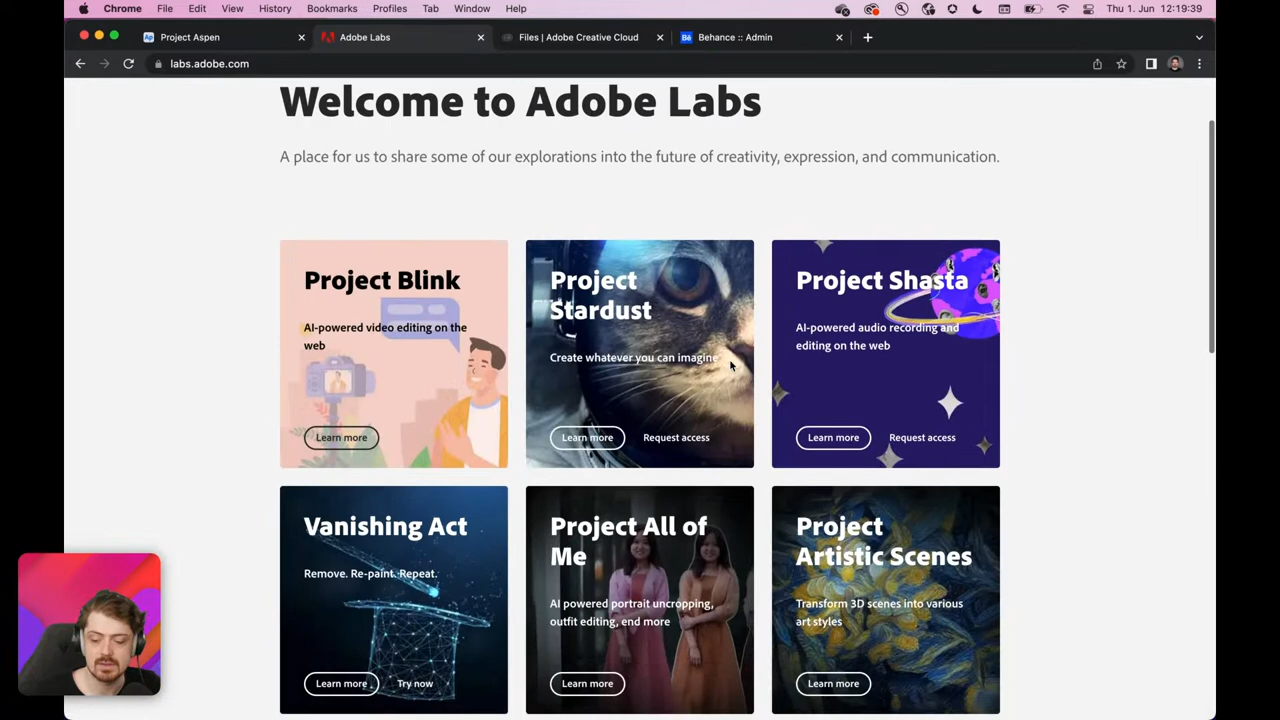 Chrome File Edit View History Bookmarks Profiles Tab Window Help Thu 1. Jun 12:19:39
Project Aspen Adobe Labs Files | Adobe Creative Cloud Bē Behance :: Admin
labs.adobe.com
Welcome to Adobe Labs
A place for us to share some of our explorations into the future of creativity, expression, and communication.
Project Blink
AI-powered video editing on the
web
Learn more
Project
Stardust
Create whatever you can imagine
Learn more Request access
Project Shasta
AI-powered audio recording and
editing on the web
Learn more Request access
Vanishing Act
Remove. Re-paint. Repeat.
Learn more Try now
Project All of
Me
AI powered portrait uncropping,
outfit editing, end more
Learn more
Project
Artistic Scenes
Transform 3D scenes into various
art styles
Learn more